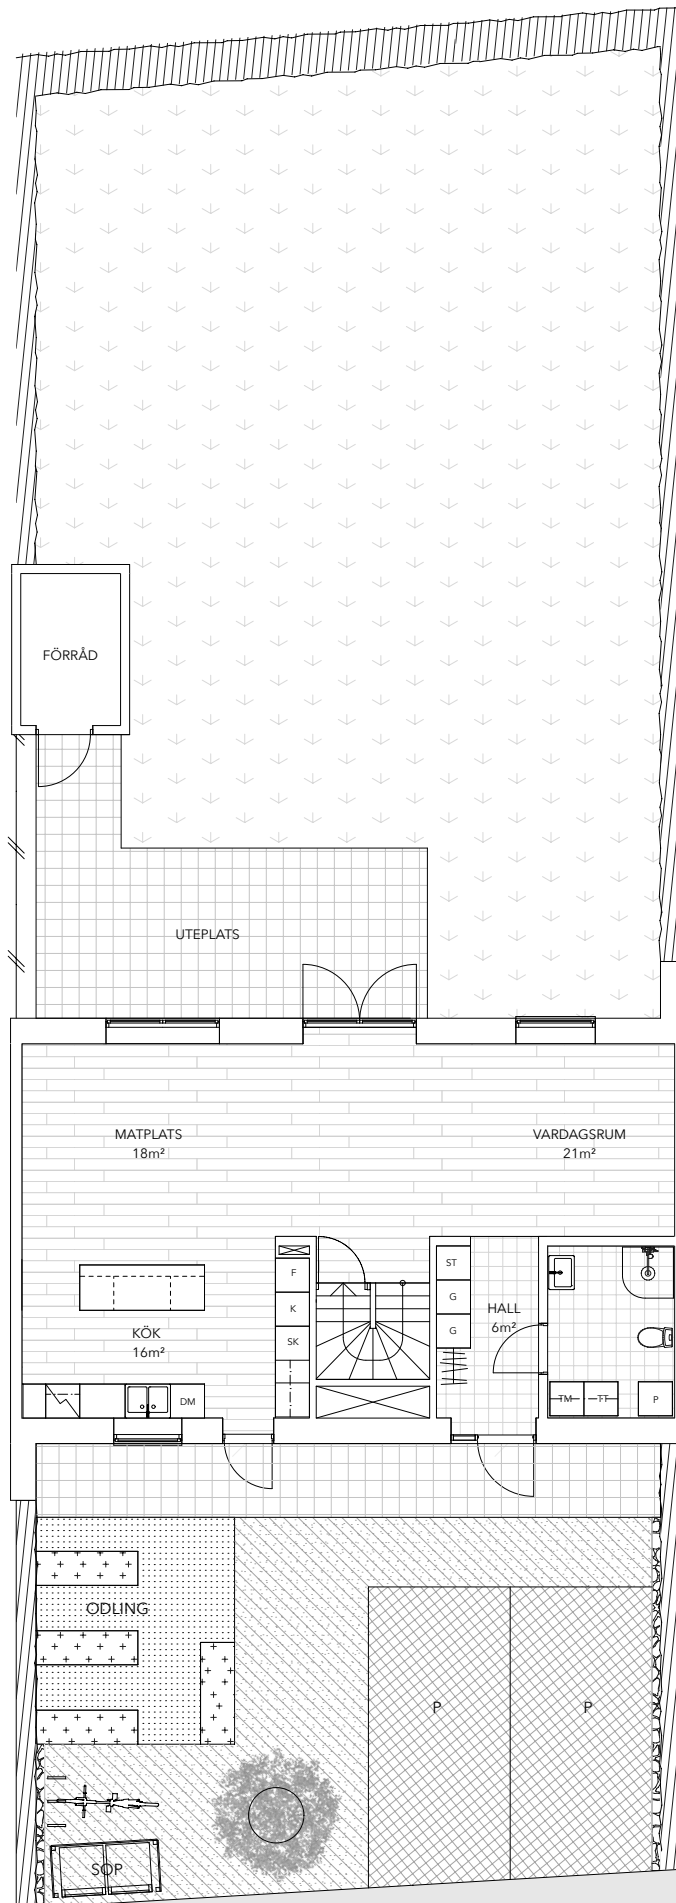 FÖRRÅD
UTEPLATS
MATPLATS
18m²
VARDAGSRUM
21m²
F
K
SK
KÖK
16m²
DM
ST
G
G
HALL
6m²
TM
TT
P
ODLING
P
P
SOP